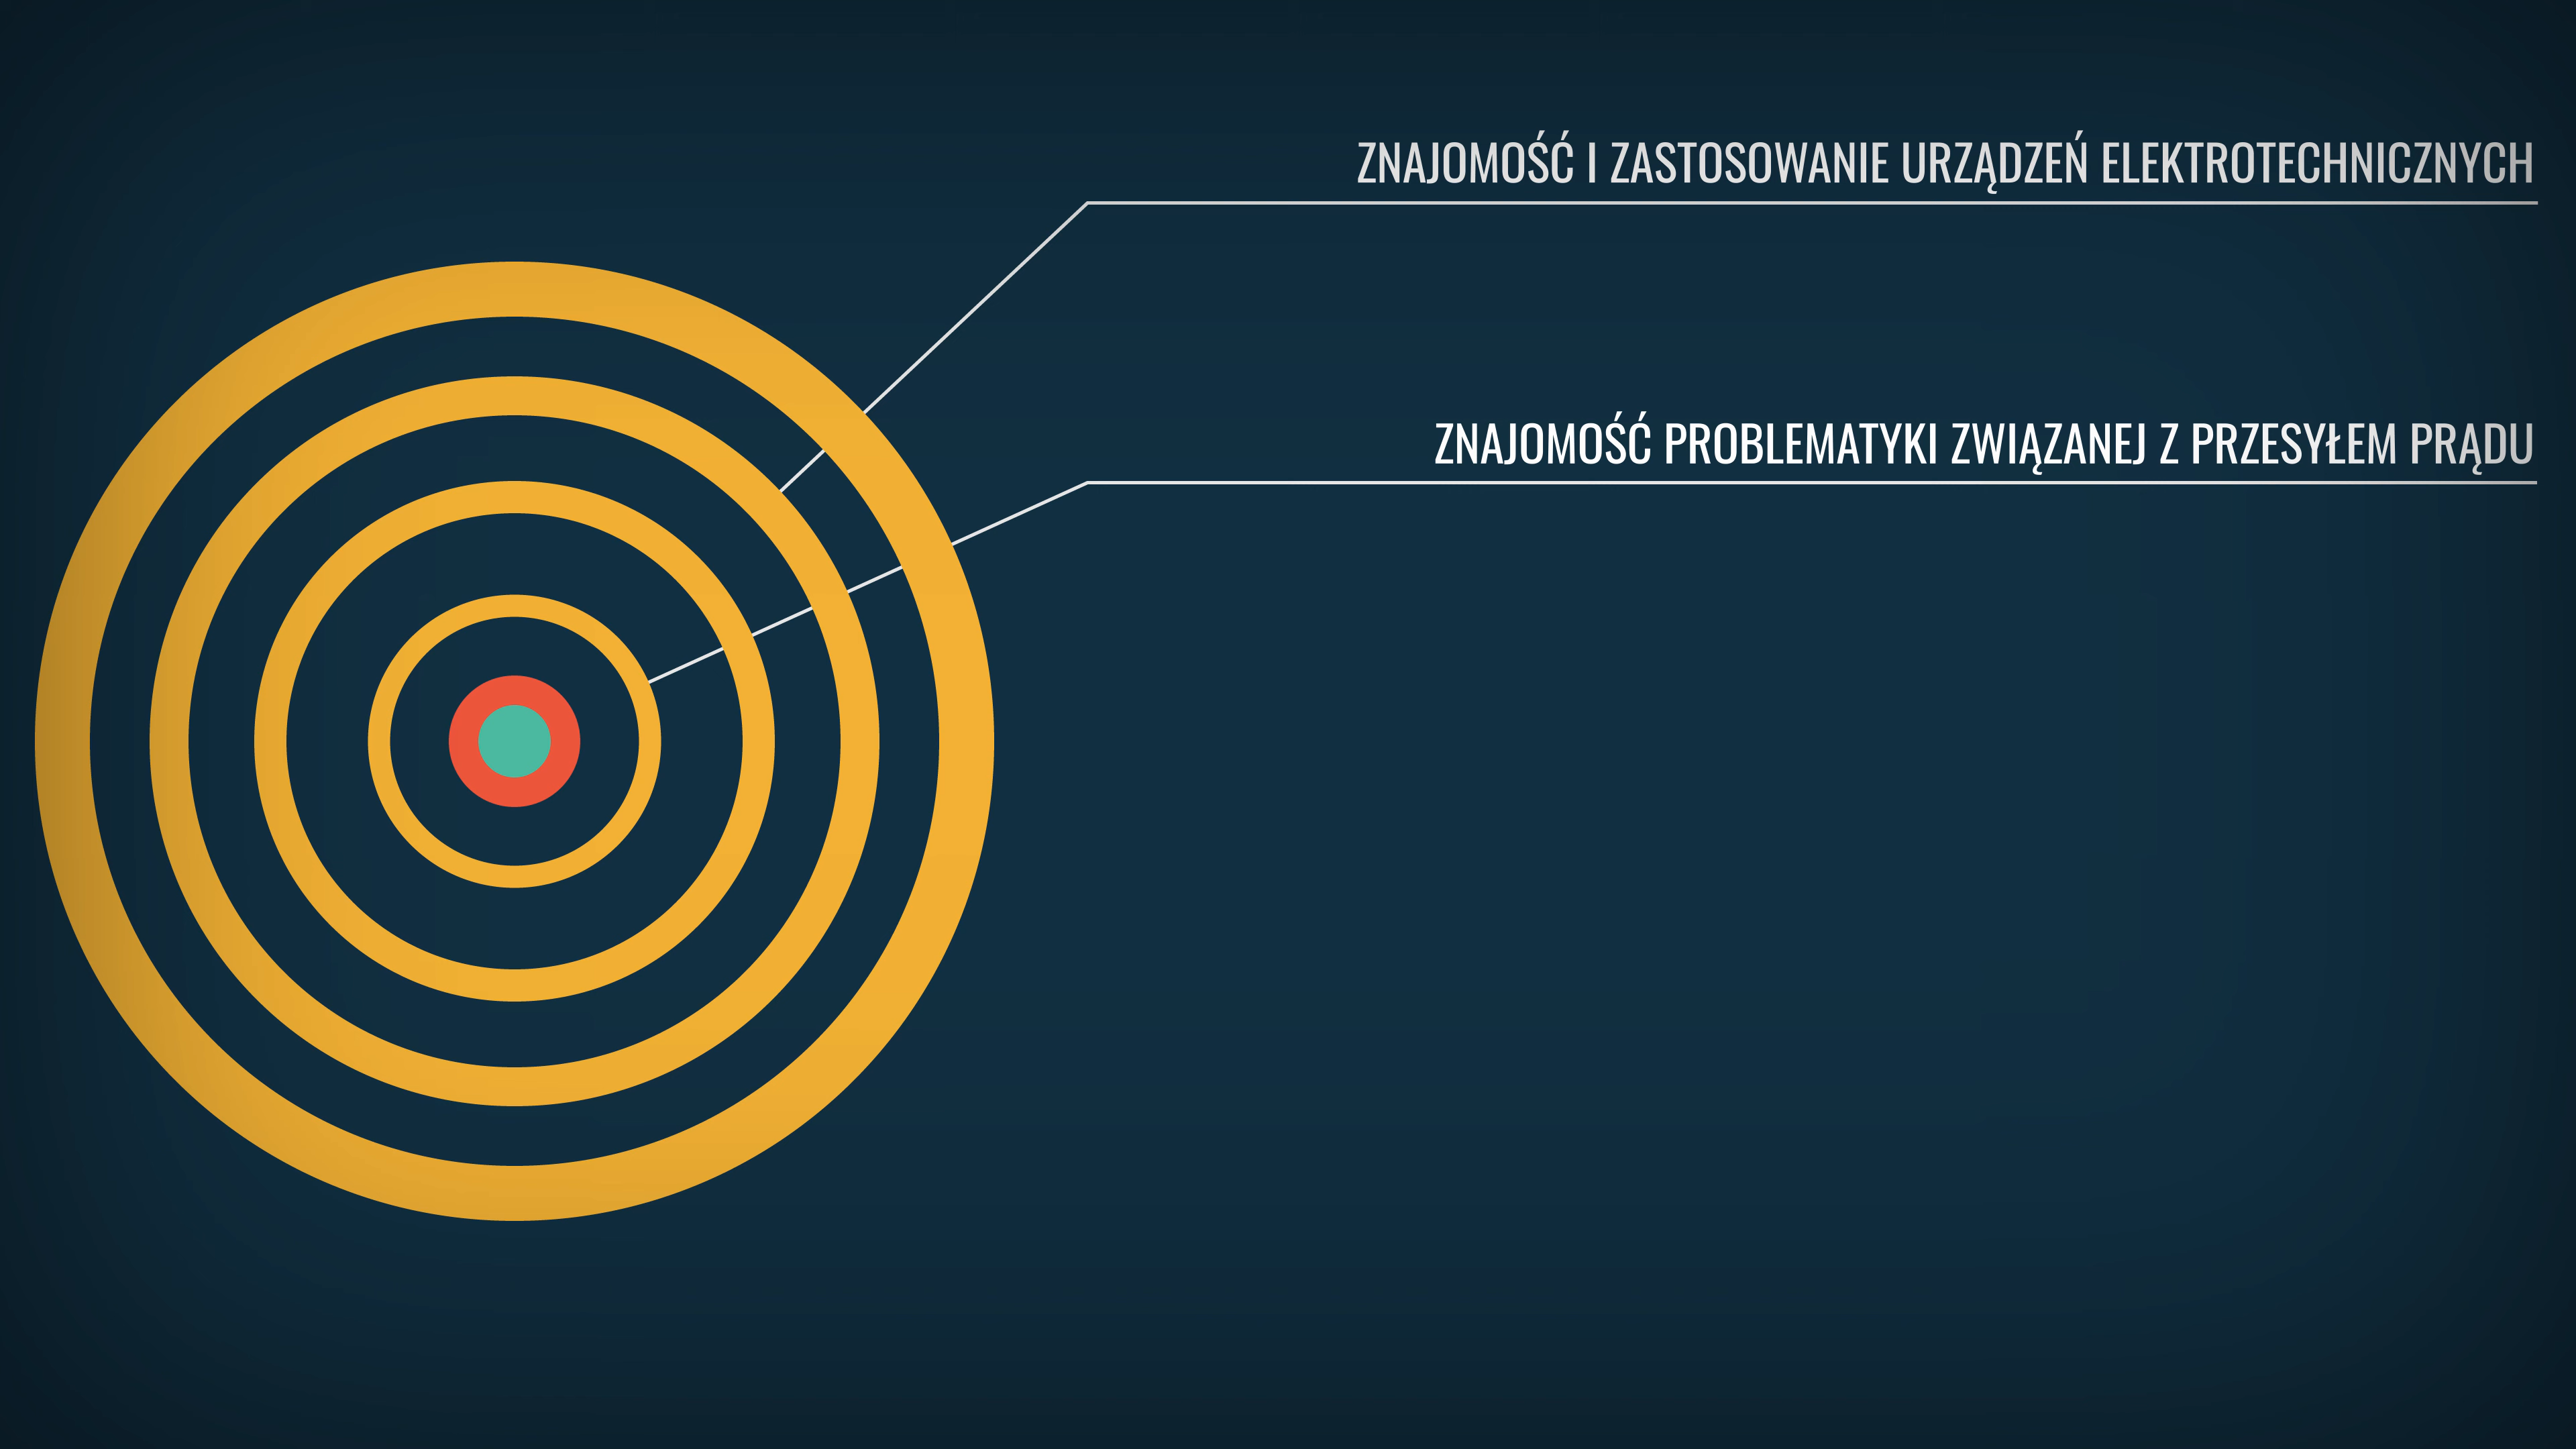 ZNAJOMOŚĆ I ZASTOSOWANIE URZĄDZEŃ ELEKTROTECHNICZNYCH
ZNAJOMOŚĆ PROBLEMATYKI ZWIĄZANEJ Z PRZESYŁEM PRĄDU